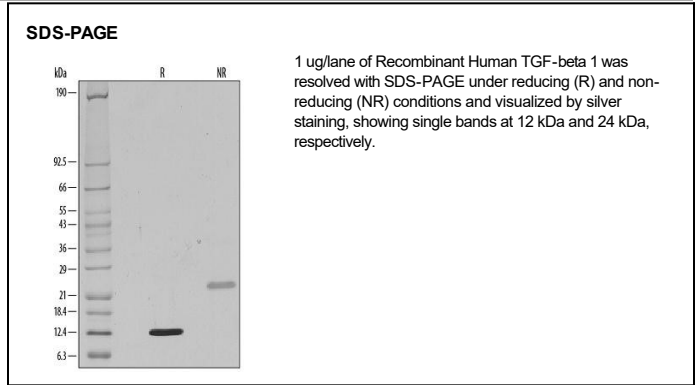 SDS-PAGE
kDa
R
NR
190
92.5
66
55
43
36
29
21
18.4
12.4
6.3
1 ug/lane of Recombinant Human TGF-beta 1 was
resolved with SDS-PAGE under reducing (R) and non-
reducing (NR) conditions and visualized by silver
staining, showing single bands at 12 kDa and 24 kDa,
respectively.